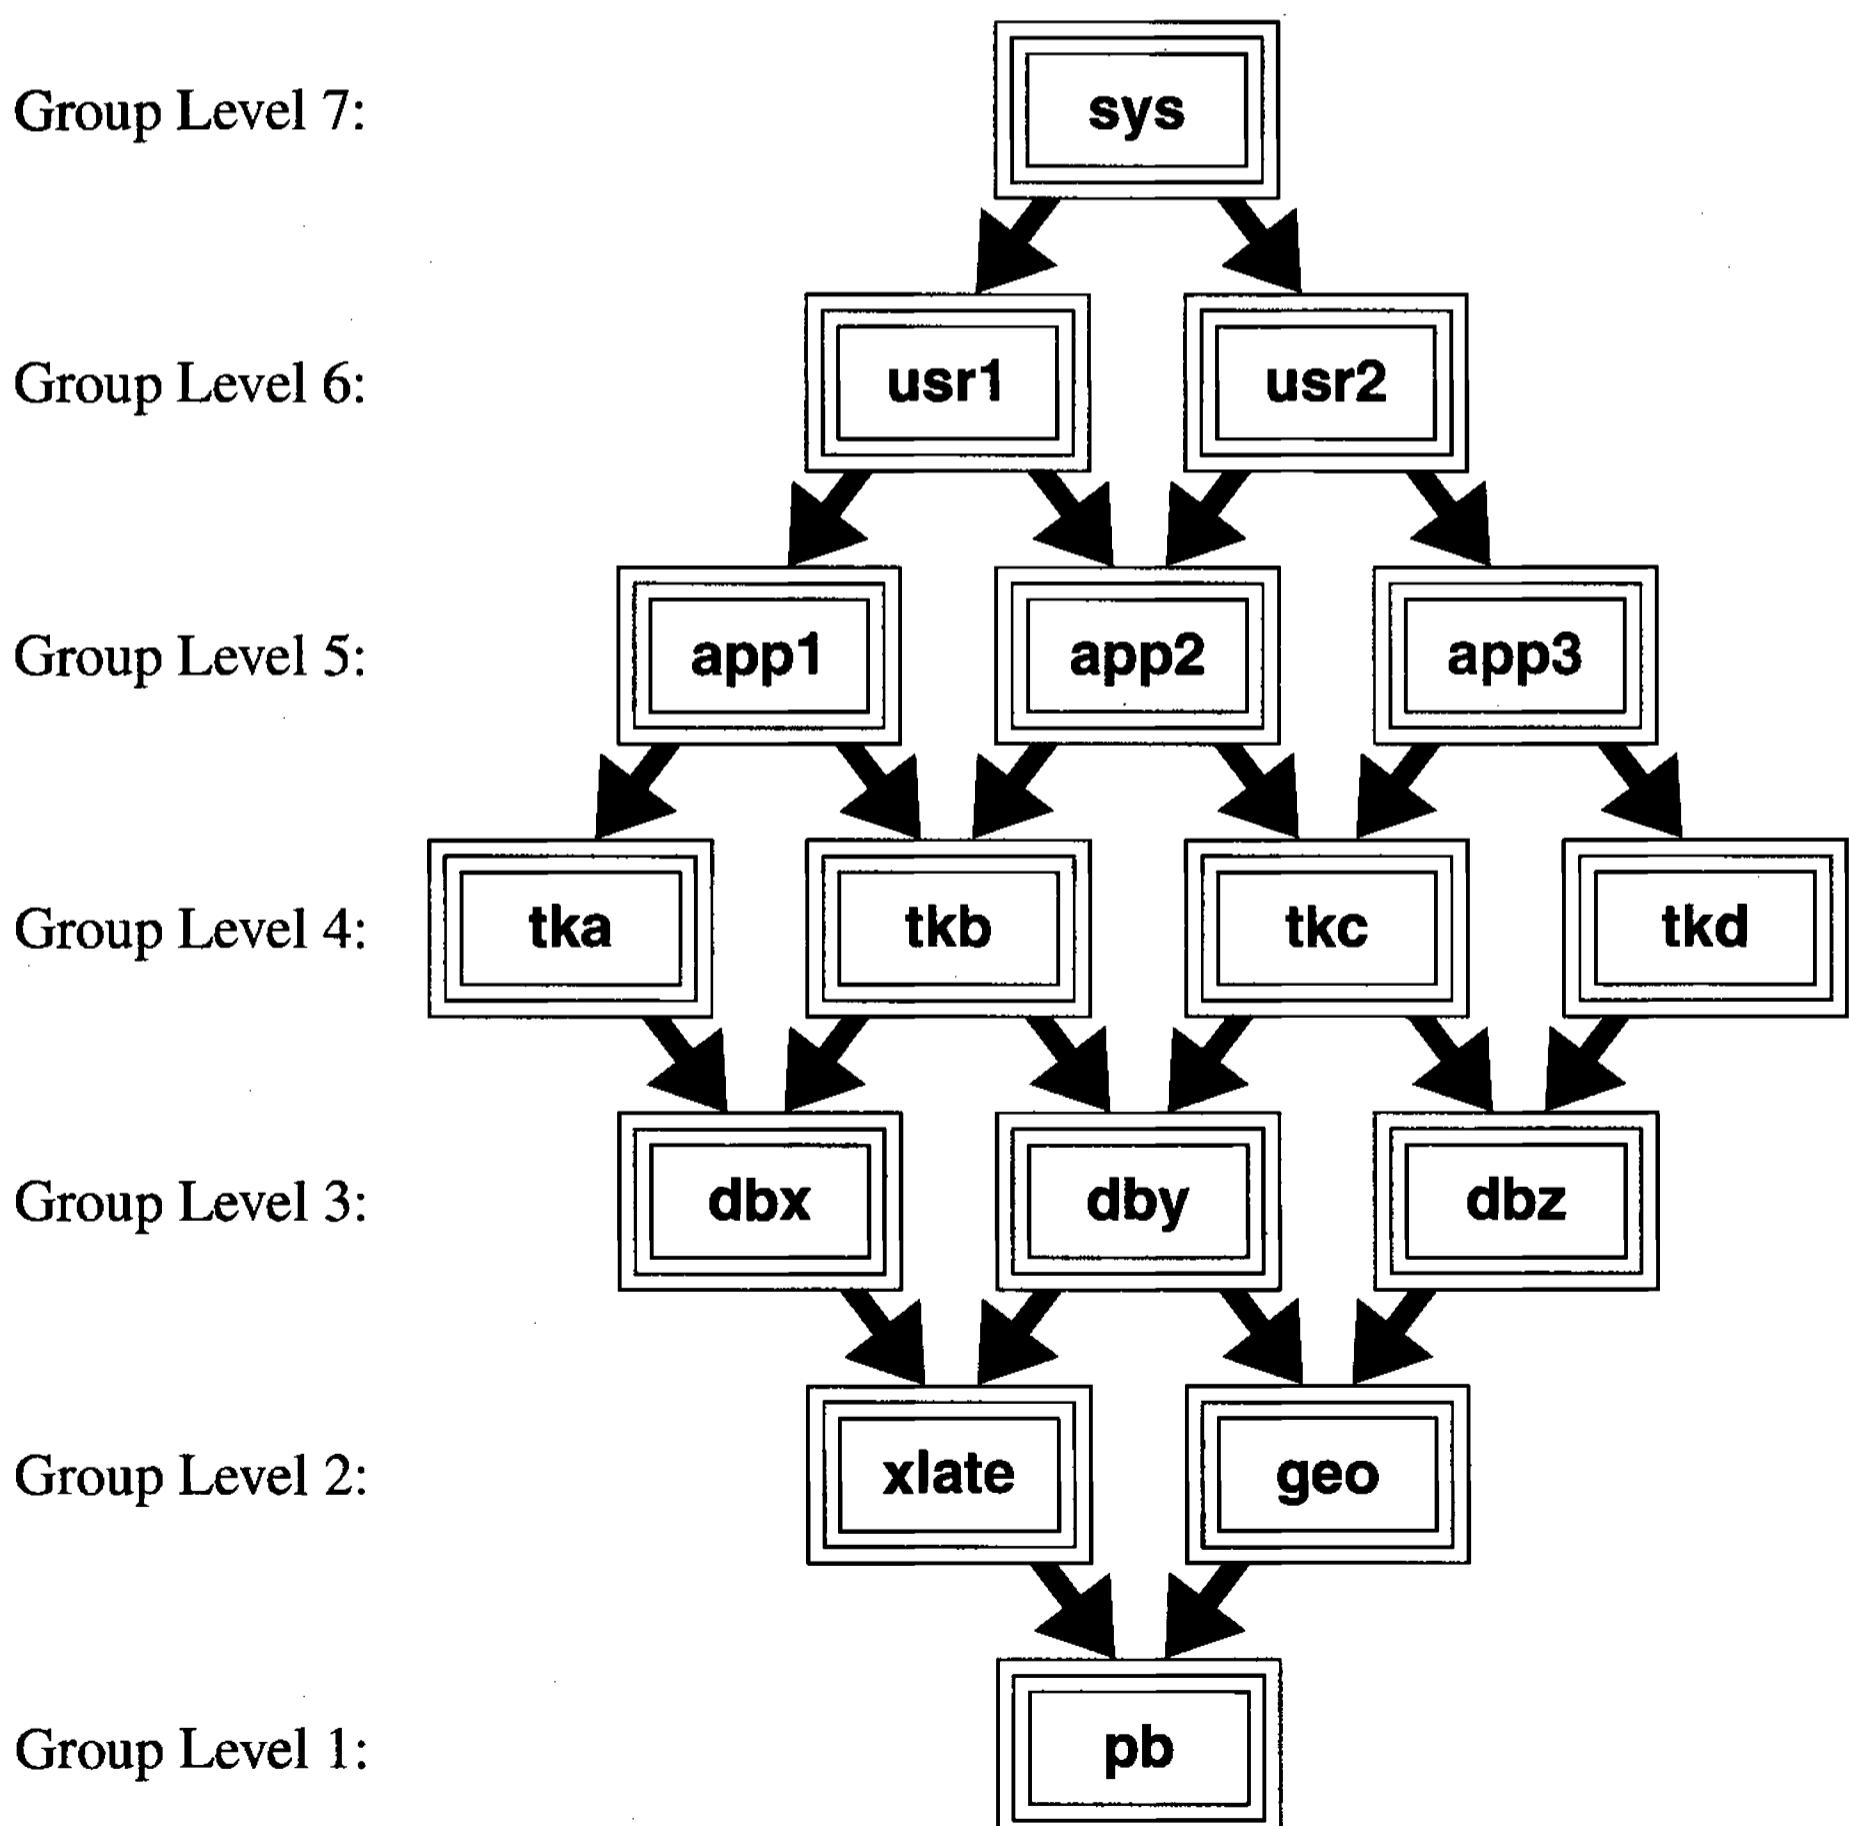 Group Level 7: sys
Group Level 6: usr1 usr2
Group Level 5: app1 app2 app3
Group Level 4: tka tkb tkc tkd
Group Level 3: dbx dby dbz
Group Level 2: xlate geo
Group Level 1: pb